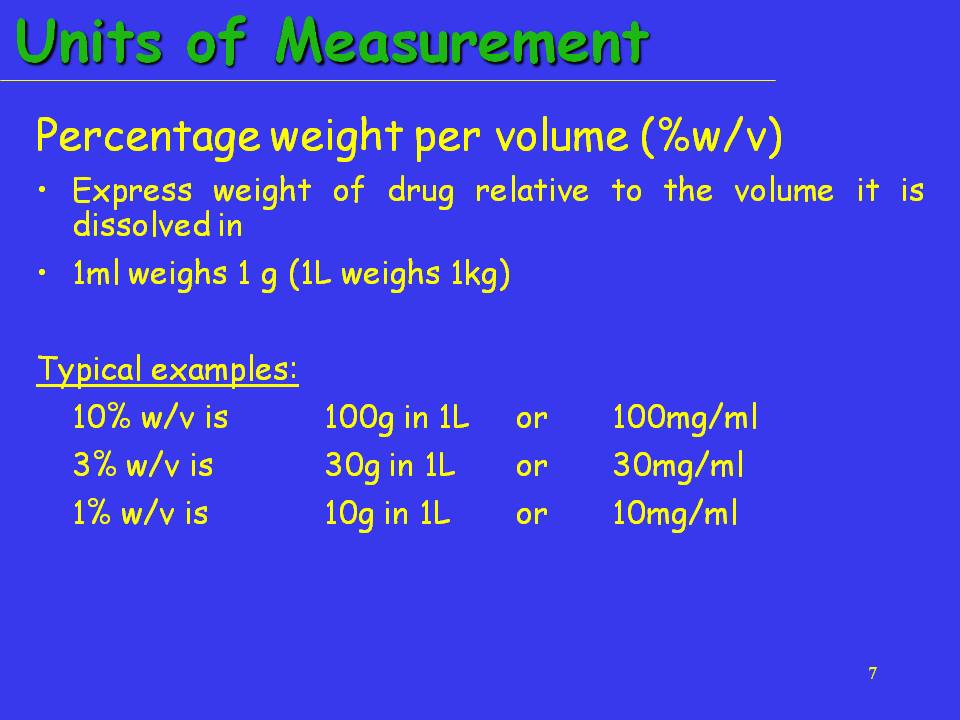 Units of Measurement
Percentage weight per volume (%w/v)
• Express weight of drug relative to the volume it is
dissolved in
• 1ml weighs 1 g (1L weighs 1kg)
Typical examples:
10% w/v is 100g in 1L or 100mg/ml
3% w/v is 30g in 1L or 30mg/ml
1% w/v is 10g in 1L or 10mg/ml
7